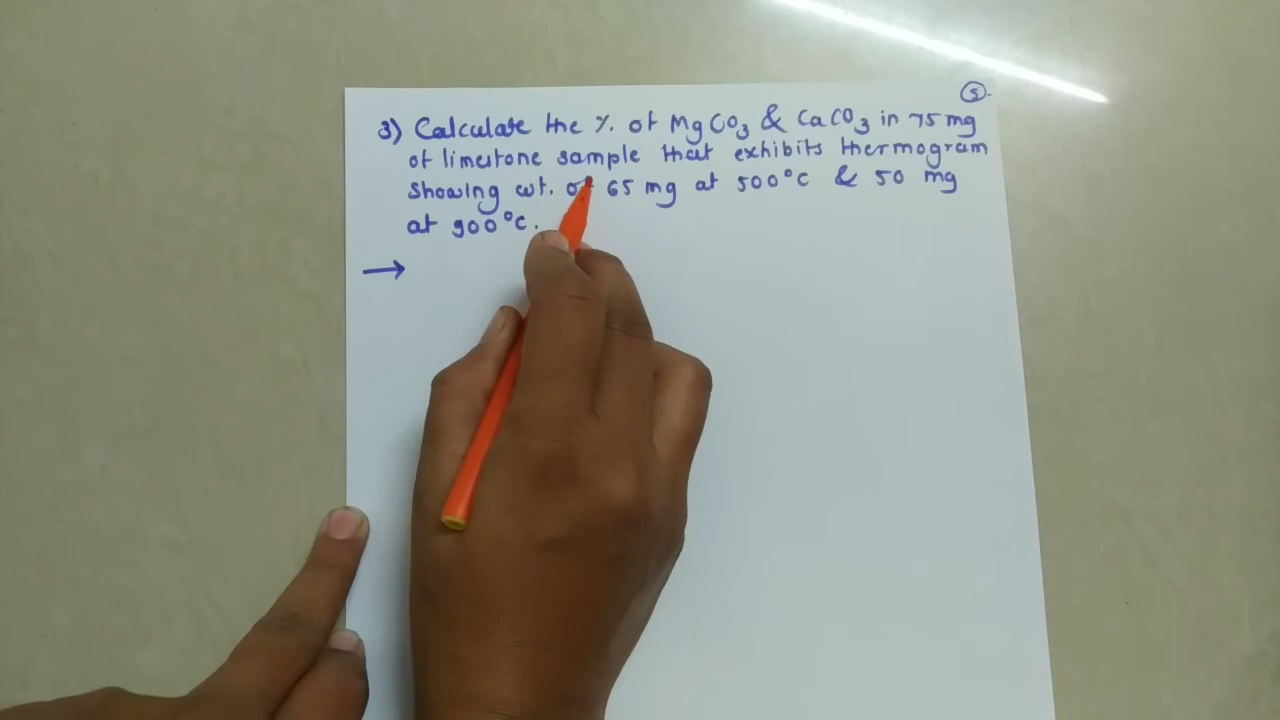 5
3) Calculate the %. of MgCO3 & CaCO3 in 75 mg
of limestone sample that exhibits thermogram
showing wt. of 65 mg at 500°C & 50 mg
at 900°C.
→